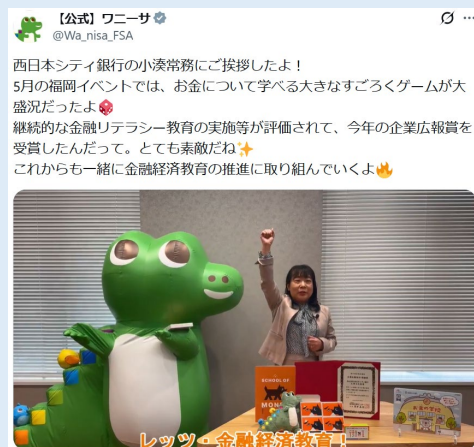 【公式】ワニーサ
@Wa_nisa_FSA
西日本シティ銀行の小湊常務にご挨拶したよ！
5月の福岡イベントでは、お金について学べる大きなすごろくゲームが大
盛況だったよ🎲
継続的な金融リテラシー教育の実施等が評価されて、今年の企業広報賞を
受賞したんだって。とても素敵だね✨
これからも一緒に金融経済教育の推進に取り組んでいくよ🔥
SCHOOL OF
レッツ・金融経済教育！